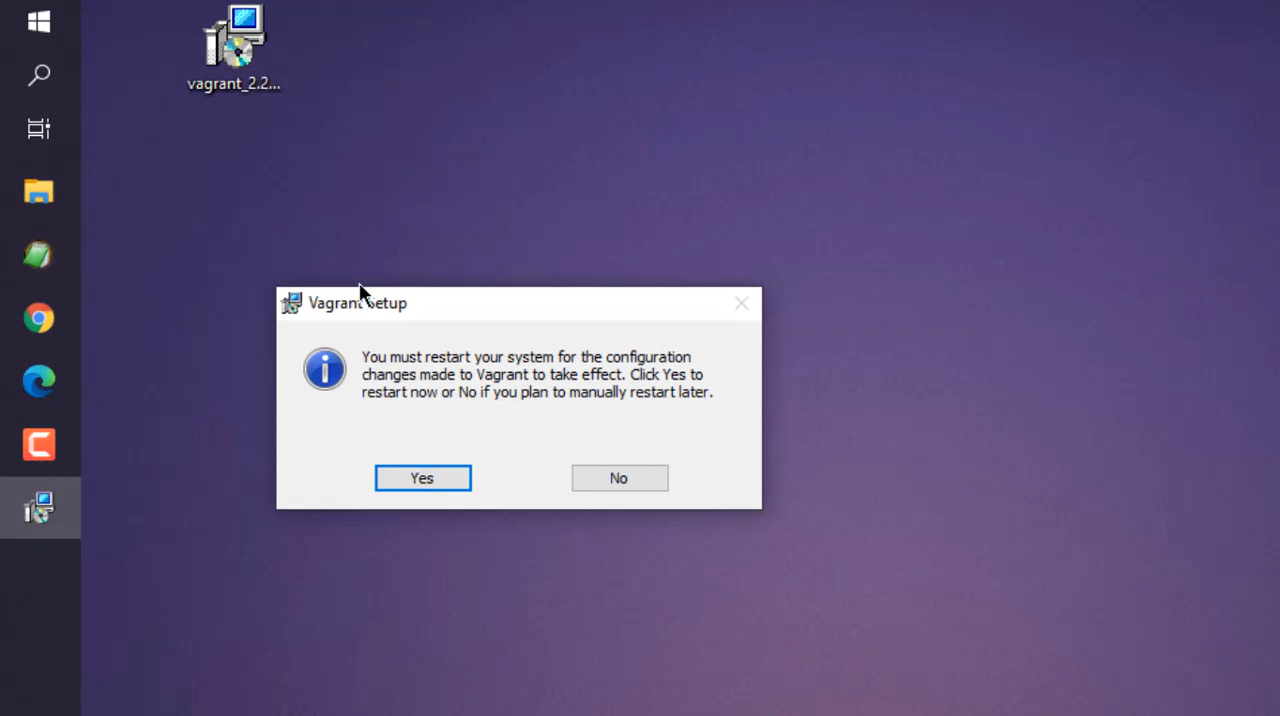 vagrant_2.2...
Vagrant Setup
You must restart your system for the configuration
changes made to Vagrant to take effect. Click Yes to
restart now or No if you plan to manually restart later.
Yes
No